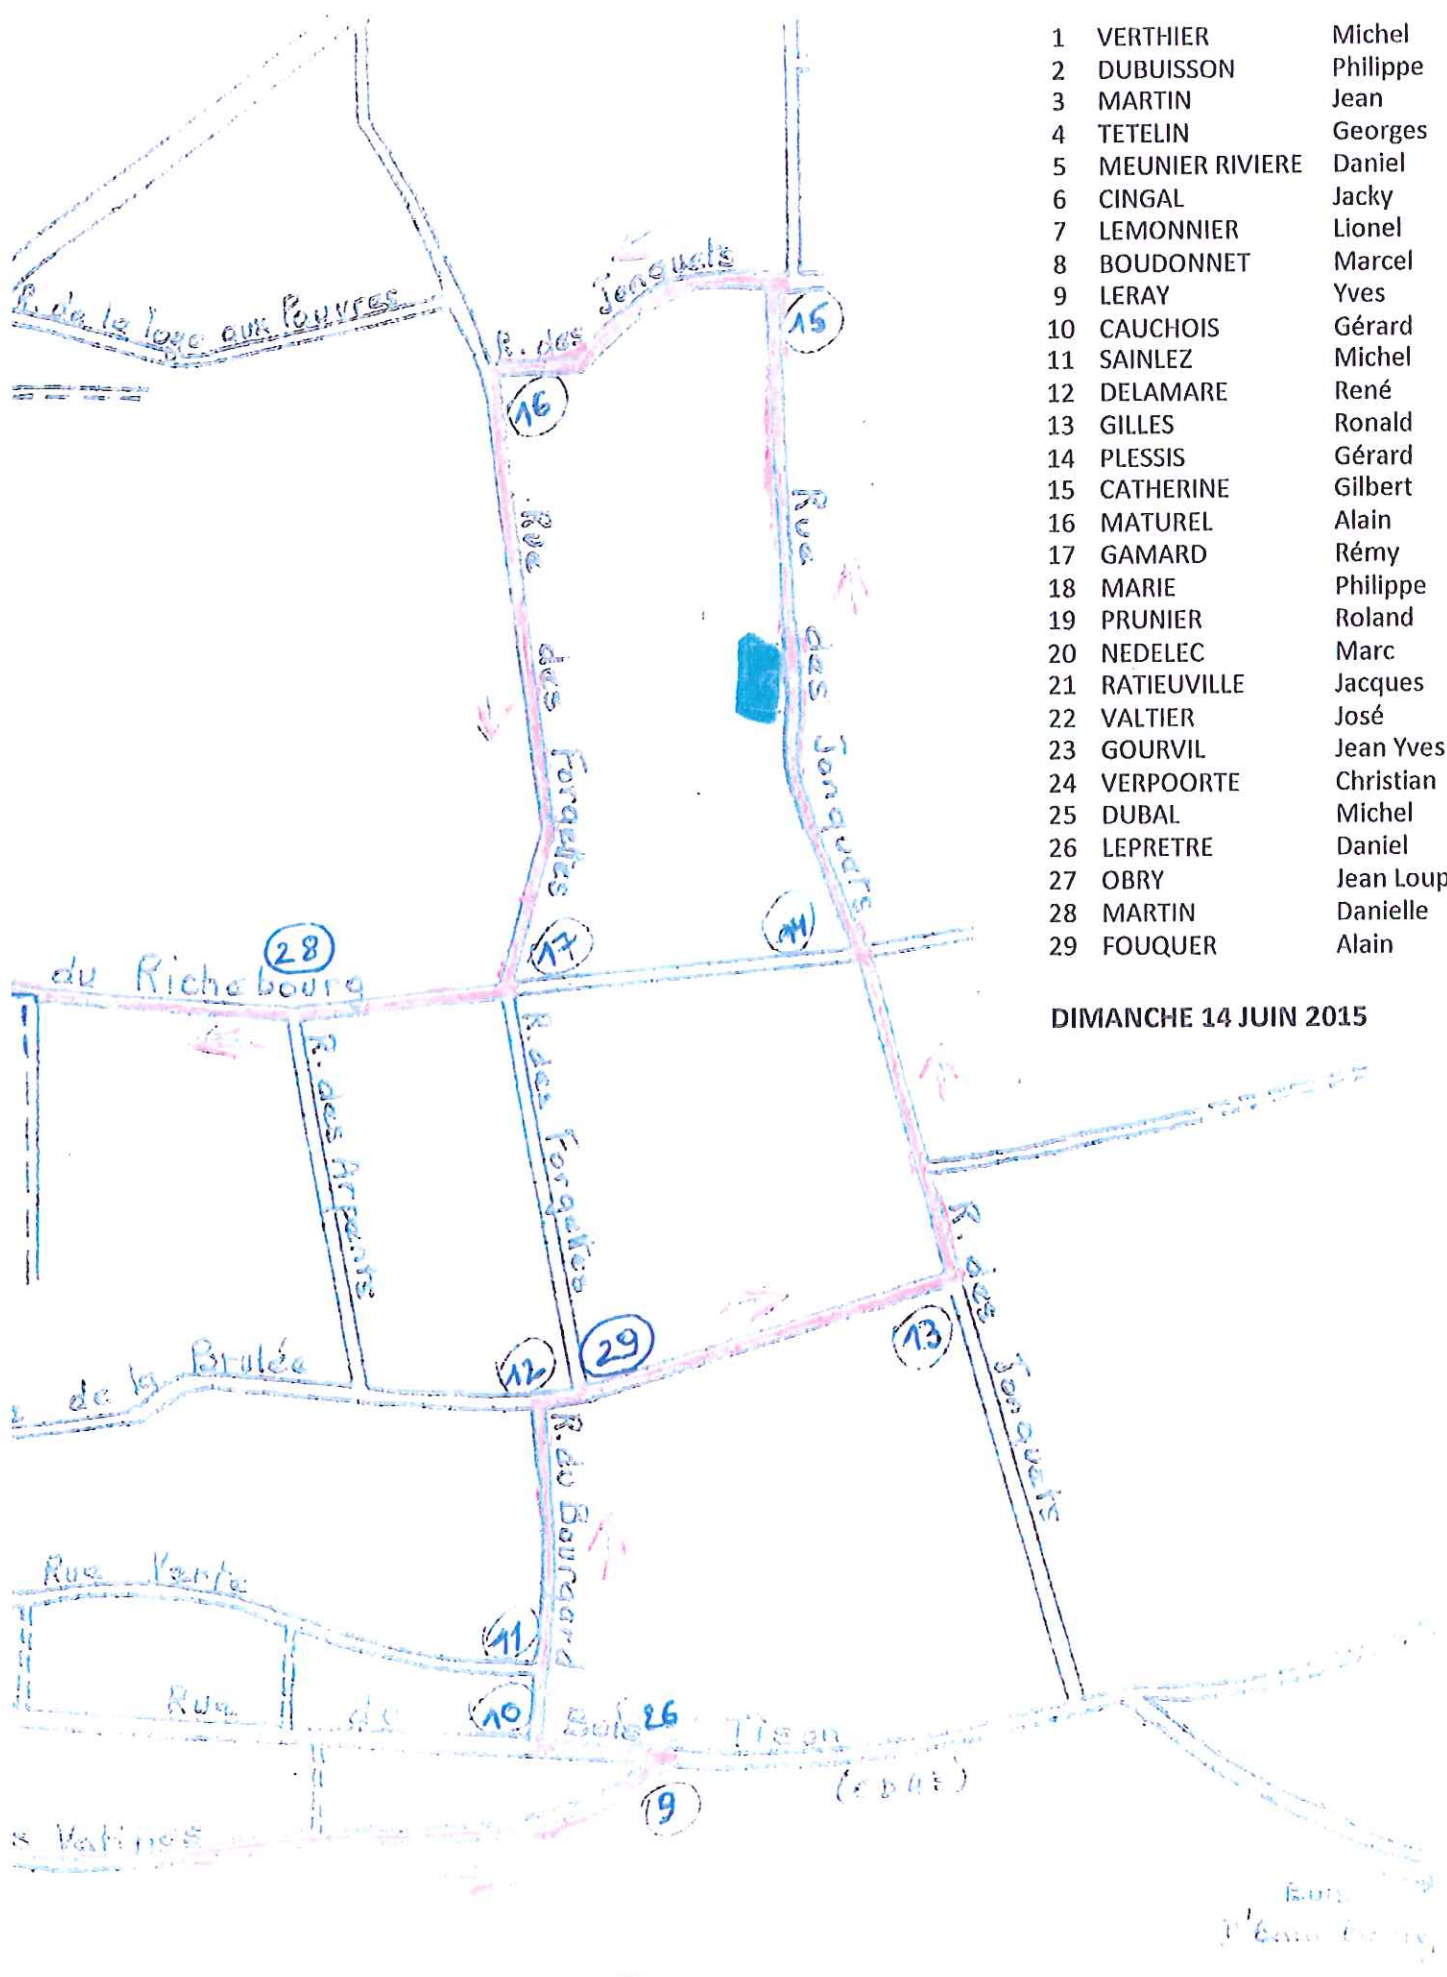 1 VERTHIER Michel
2 DUBUISSON Philippe
3 MARTIN Jean
4 TETELIN Georges
5 MEUNIER RIVIERE Daniel
6 CINGAL Jacky
7 LEMONNIER Lionel
8 BOUDONNET Marcel
9 LERAY Yves
10 CAUCHOIS Gérard
11 SAINLEZ Michel
12 DELAMARE René
13 GILLES Ronald
14 PLESSIS Gérard
15 CATHERINE Gilbert
16 MATUREL Alain
17 GAMARD Rémy
18 MARIE Philippe
19 PRUNIER Roland
20 NEDELEC Marc
21 RATIEUVILLE Jacques
22 VALTIER José
23 GOURVIL Jean Yves
24 VERPOORTE Christian
25 DUBAL Michel
26 LEPRETRE Daniel
27 OBRY Jean Loup
28 MARTIN Danielle
29 FOUQUER Alain
DIMANCHE 14 JUIN 2015
R. des Jonquets
R. de la loge aux Pauvres
15
16
Rue des Forgettes
Rue des Jonquets
14
17
28
du Richebourg
R. des Arpents
R. des Forgettes
R. des Jonquets
13
29
12
de la Brulée
R. du Bourgard
Rue Verte
11
10
Rue de Bois Tison
26
9